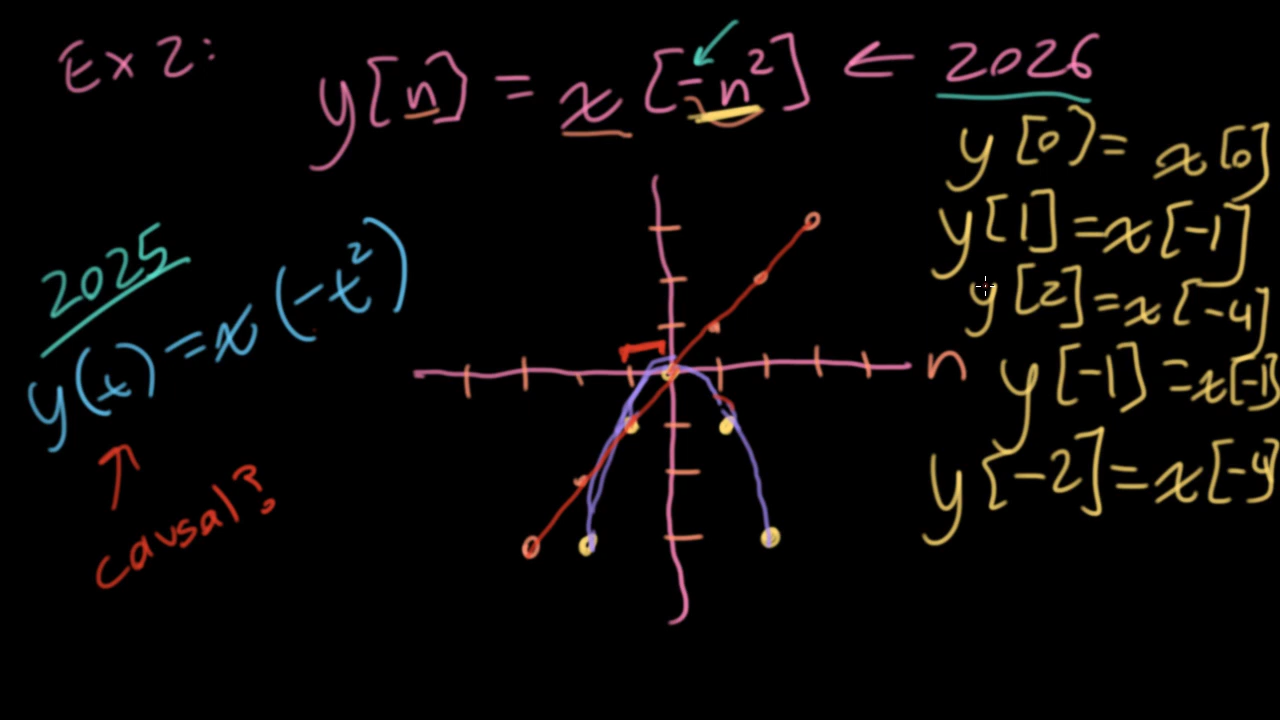 Ex 2:
y[n] = x[-n²] ← 2026
y[0] = x[0]
y[1] = x[-1]
y[2] = x[-4]
y[-1] = x[-1]
y[-2] = x[-4]
2025
y(x) = x(-t²)
causal?
n